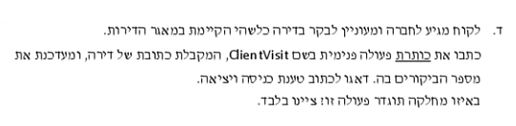 ד. לקוח מגיע לחברה ומעוניין לבקר בדירה כלשהי הקיימת במאגר הדירות.
כתבו את כותרת פעולה פנימית בשם ClientVisit, המקבלת כתובת של דירה, ומעדכנת את
מספר הביקורים בה. דאגו לכתוב טענת כניסה ויציאה.
באיזו מחלקה תוגדר פעולה זו? ציינו בלבד.